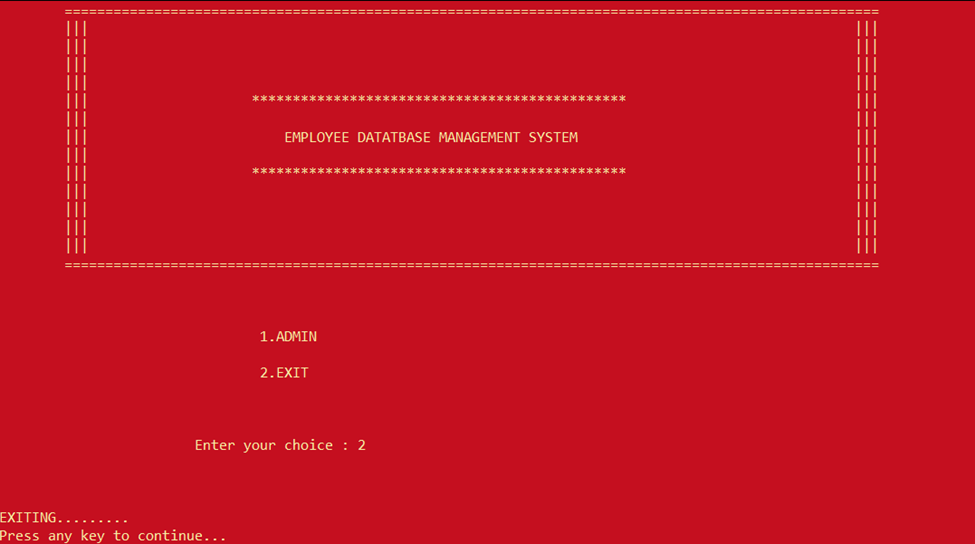 EMPLOYEE DATATBASE MANAGEMENT SYSTEM
1.ADMIN
2.EXIT
Enter your choice : 2
EXITING.........
Press any key to continue...